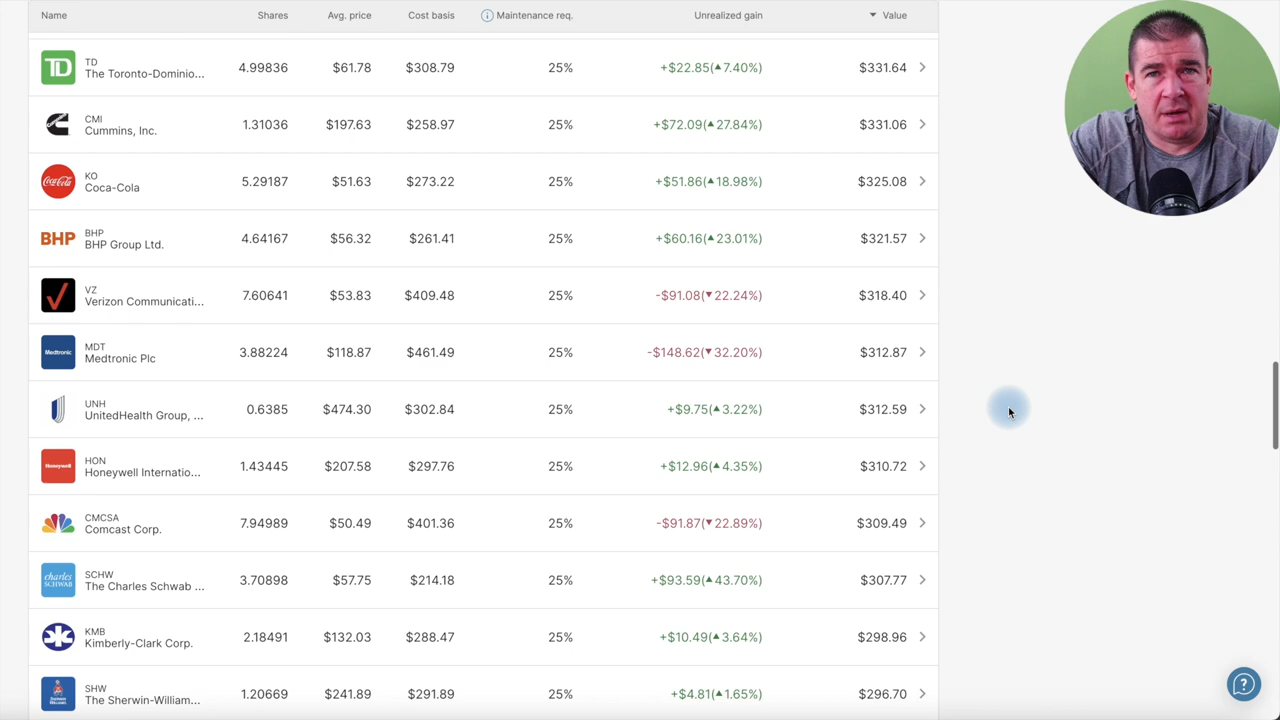 Name Shares Avg. price Cost basis Maintenance req. Unrealized gain Value
TD
TD
The Toronto-Dominio...
4.99836 $61.78 $308.79 25% +$22.85(▲7.40%) $331.64
CMI
Cummins, Inc.
1.31036 $197.63 $258.97 25% +$72.09(▲27.84%) $331.06
Coca-Cola
KO
Coca-Cola
5.29187 $51.63 $273.22 25% +$51.86(▲18.98%) $325.08
BHP
BHP
BHP Group Ltd.
4.64167 $56.32 $261.41 25% +$60.16(▲23.01%) $321.57
VZ
Verizon Communicati...
7.60641 $53.83 $409.48 25% -$91.08(▼22.24%) $318.40
Medtronic
MDT
Medtronic Plc
3.88224 $118.87 $461.49 25% -$148.62(▼32.20%) $312.87
UNH
UnitedHealth Group, ...
0.6385 $474.30 $302.84 25% +$9.75(▲3.22%) $312.59
Honeywell
HON
Honeywell Internatio...
1.43445 $207.58 $297.76 25% +$12.96(▲4.35%) $310.72
CMCSA
Comcast Corp.
7.94989 $50.49 $401.36 25% -$91.87(▼22.89%) $309.49
charles
SCHWAB
SCHW
The Charles Schwab ...
3.70898 $57.75 $214.18 25% +$93.59(▲43.70%) $307.77
KMB
Kimberly-Clark Corp.
2.18491 $132.03 $288.47 25% +$10.49(▲3.64%) $298.96
SHW
The Sherwin-William...
1.20669 $241.89 $291.89 25% +$4.81(▲1.65%) $296.70